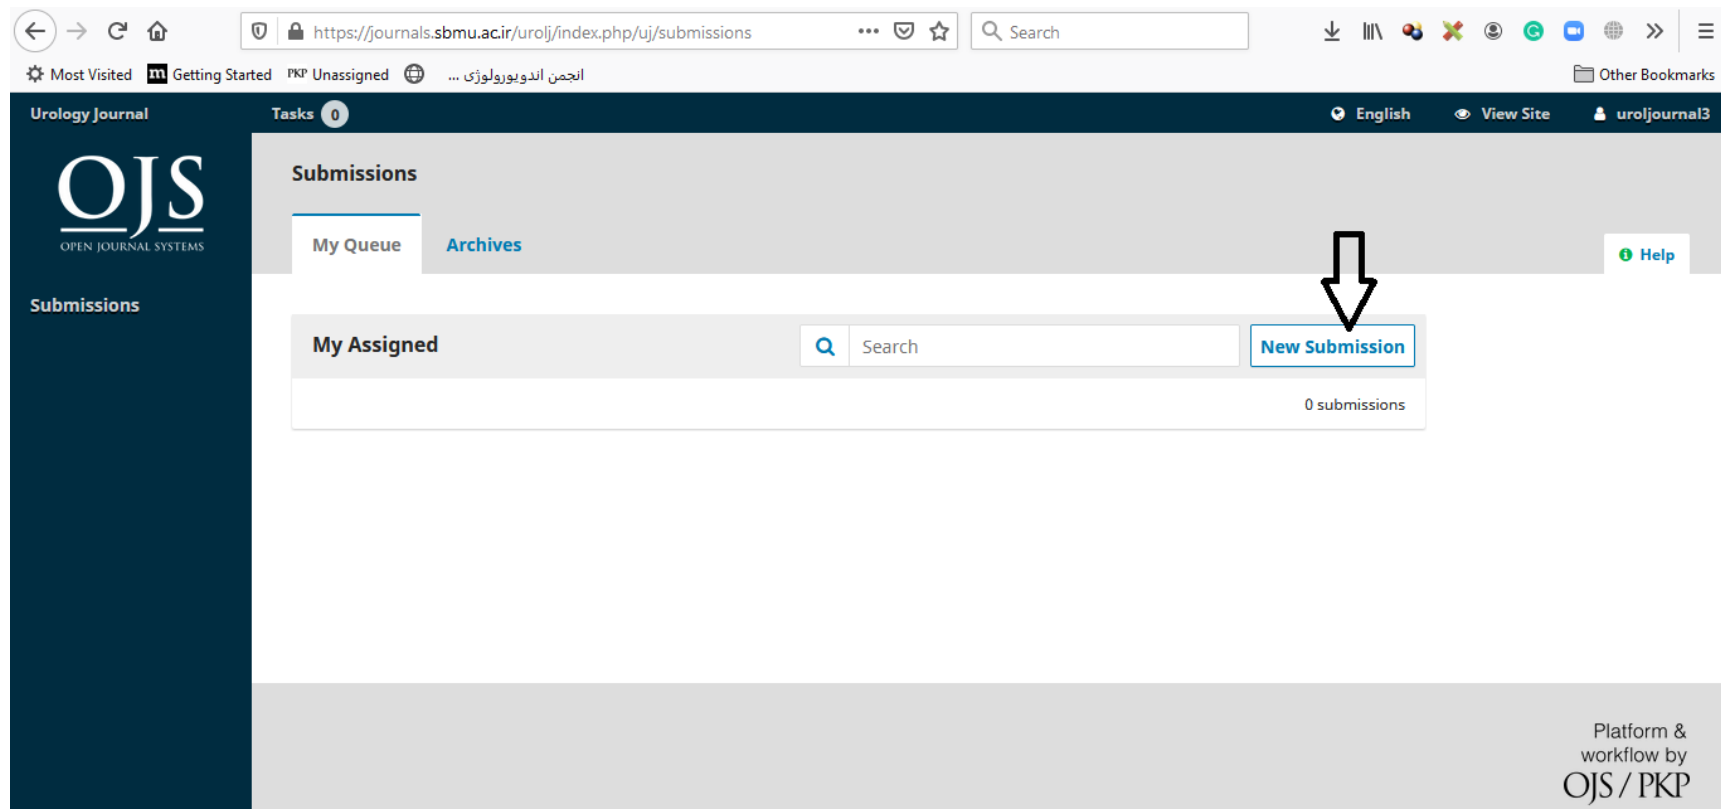 https://journals.sbmu.ac.ir/urolj/index.php/uj/submissions
Search
Most Visited
m Getting Started
PKP Unassigned
انجمن اندویورولوژی ...
Other Bookmarks
Urology Journal
Tasks 0
English
View Site
uroljournal3
OJS
OPEN JOURNAL SYSTEMS
Submissions
Submissions
My Queue
Archives
Help
My Assigned
Search
New Submission
0 submissions
Platform &
workflow by
OJS / PKP